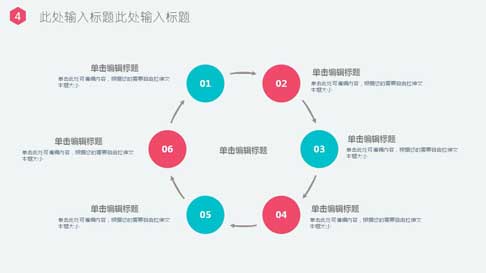 4 此处输入标题此处输入标题
单击编辑标题
单击此处可编辑内容，根据您的需要自由拉伸文
本框大小
01
02
单击编辑标题
单击此处可编辑内容，根据您的需要自由拉伸文
本框大小
单击编辑标题
单击此处可编辑内容，根据您的需要自由拉伸文
本框大小
06
单击编辑标题
03
单击编辑标题
单击此处可编辑内容，根据您的需要自由拉伸文
本框大小
单击编辑标题
单击此处可编辑内容，根据您的需要自由拉伸文
本框大小
05
04
单击编辑标题
单击此处可编辑内容，根据您的需要自由拉伸文
本框大小